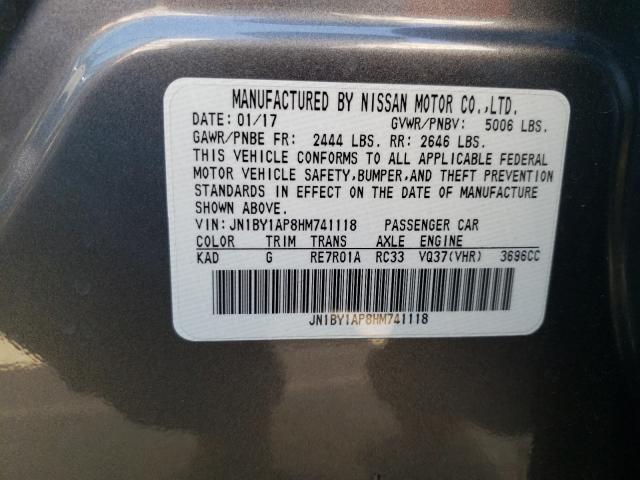 MANUFACTURED BY NISSAN MOTOR CO.,LTD.
DATE: 01/17 GVWR/PNBV: 5006 LBS.
GAWR/PNBE FR: 2444 LBS. RR: 2646 LBS.
THIS VEHICLE CONFORMS TO ALL APPLICABLE FEDERAL
MOTOR VEHICLE SAFETY,BUMPER,AND THEFT PREVENTION
STANDARDS IN EFFECT ON THE DATE OF MANUFACTURE
SHOWN ABOVE.
VIN: JN1BY1AP8HM741118 PASSENGER CAR
COLOR TRIM TRANS AXLE ENGINE
KAD G RE7R01A RC33 VQ37(VHR) 3696CC
JN1BY1AP8HM741118